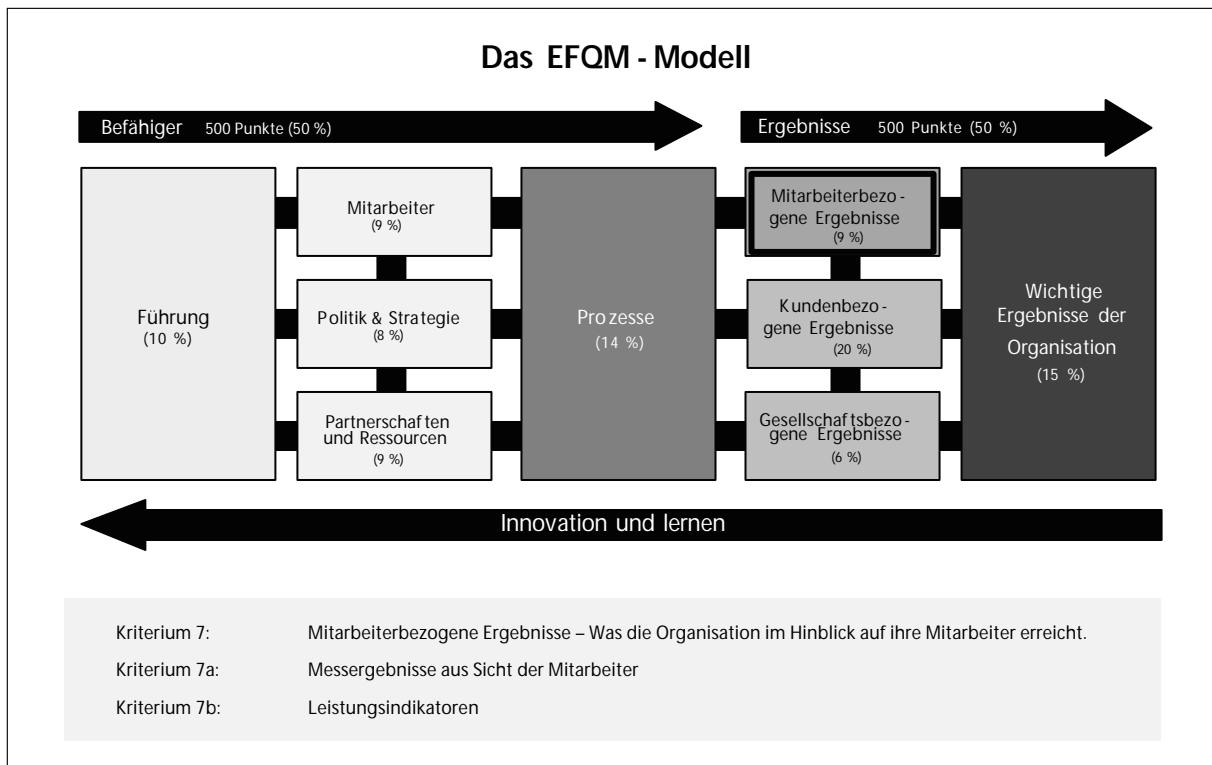 Das EFQM - Modell
Befähiger 500 Punkte (50 %)
Ergebnisse 500 Punkte (50 %)
Führung
(10 %)
Mitarbeiter
(9 %)
Politik & Strategie
(8 %)
Partnerschaften
und Ressourcen
(9 %)
Prozesse
(14 %)
Mitarbeiterbezo -
gene Ergebnisse
(9 %)
Kundenbezo -
gene Ergebnisse
(20 %)
Gesellschaftsbezo -
gene Ergebnisse
(6 %)
Wichtige
Ergebnisse der
Organisation
(15 %)
Innovation und lernen
Kriterium 7: Mitarbeiterbezogene Ergebnisse – Was die Organisation im Hinblick auf ihre Mitarbeiter erreicht.
Kriterium 7a: Messergebnisse aus Sicht der Mitarbeiter
Kriterium 7b: Leistungsindikatoren